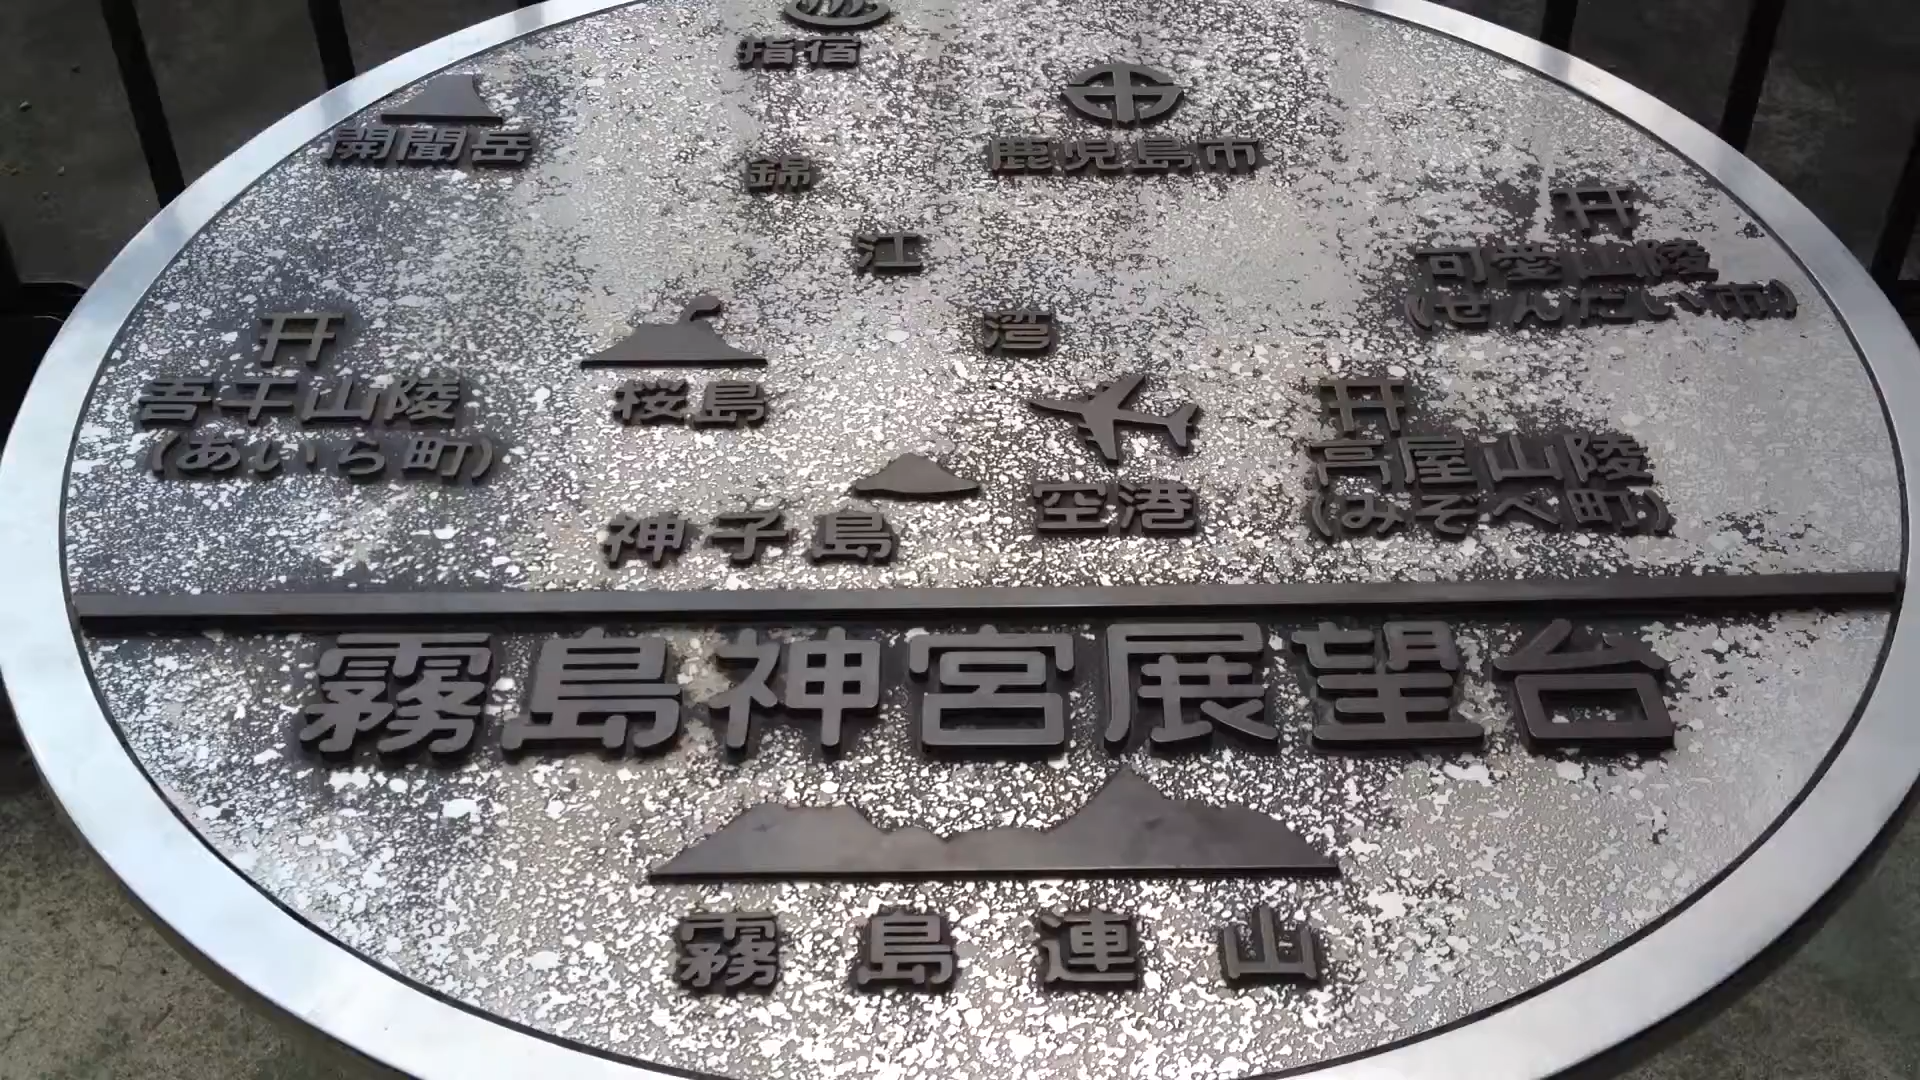 指宿
開聞岳
錦江湾
鹿児島市
可愛山陵
(せんだい市)
吾平山陵
(あいら町)
桜島
空港
高屋山陵
(みぞべ町)
神子島
霧島神宮展望台
霧島連山